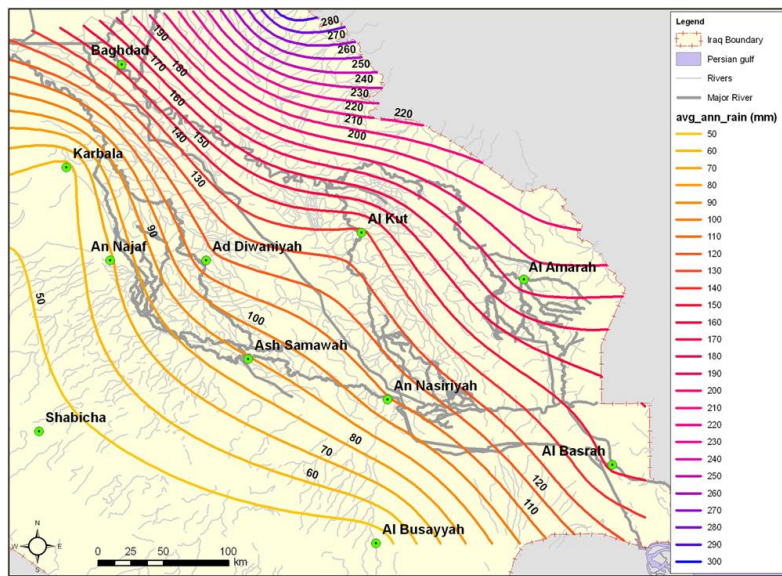 280
270
260
250
240
230
220
210
200
220
190
180
170
160
150
140
130
90
100
50
80
70
60
120
110
Baghdad
Karbala
Al Kut
An Najaf
Ad Diwaniyah
Al Amarah
Ash Samawah
An Nasiriyah
Shabicha
Al Basrah
Al Busayyah
N
W E
S
0 25 50 100
km
Legend
Iraq Boundary
Persian gulf
Rivers
Major River
avg_ann_rain (mm)
50
60
70
80
90
100
110
120
130
140
150
160
170
180
190
200
210
220
230
240
250
260
270
280
290
300